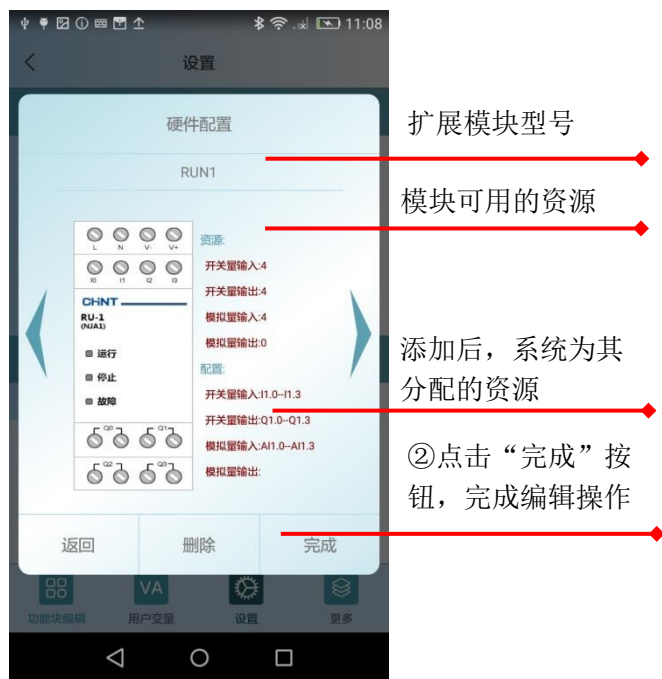 11:08
设置
硬件配置
RUN1
L N V- V+
I0 I1 I2 I3
CHNT
RU-1
(NJA1)
运行
停止
故障
Q0 Q1
Q2 Q3
资源:
开关量输入:4
开关量输出:4
模拟量输入:4
模拟量输出:0
配置:
开关量输入:I1.0--I1.3
开关量输出:Q1.0--Q1.3
模拟量输入:AI1.0--AI1.3
模拟量输出:
返回 删除 完成
VA
功能块编辑 用户变量 设置 更多
扩展模块型号
模块可用的资源
添加后，系统为其
分配的资源
②点击“完成”按
钮，完成编辑操作